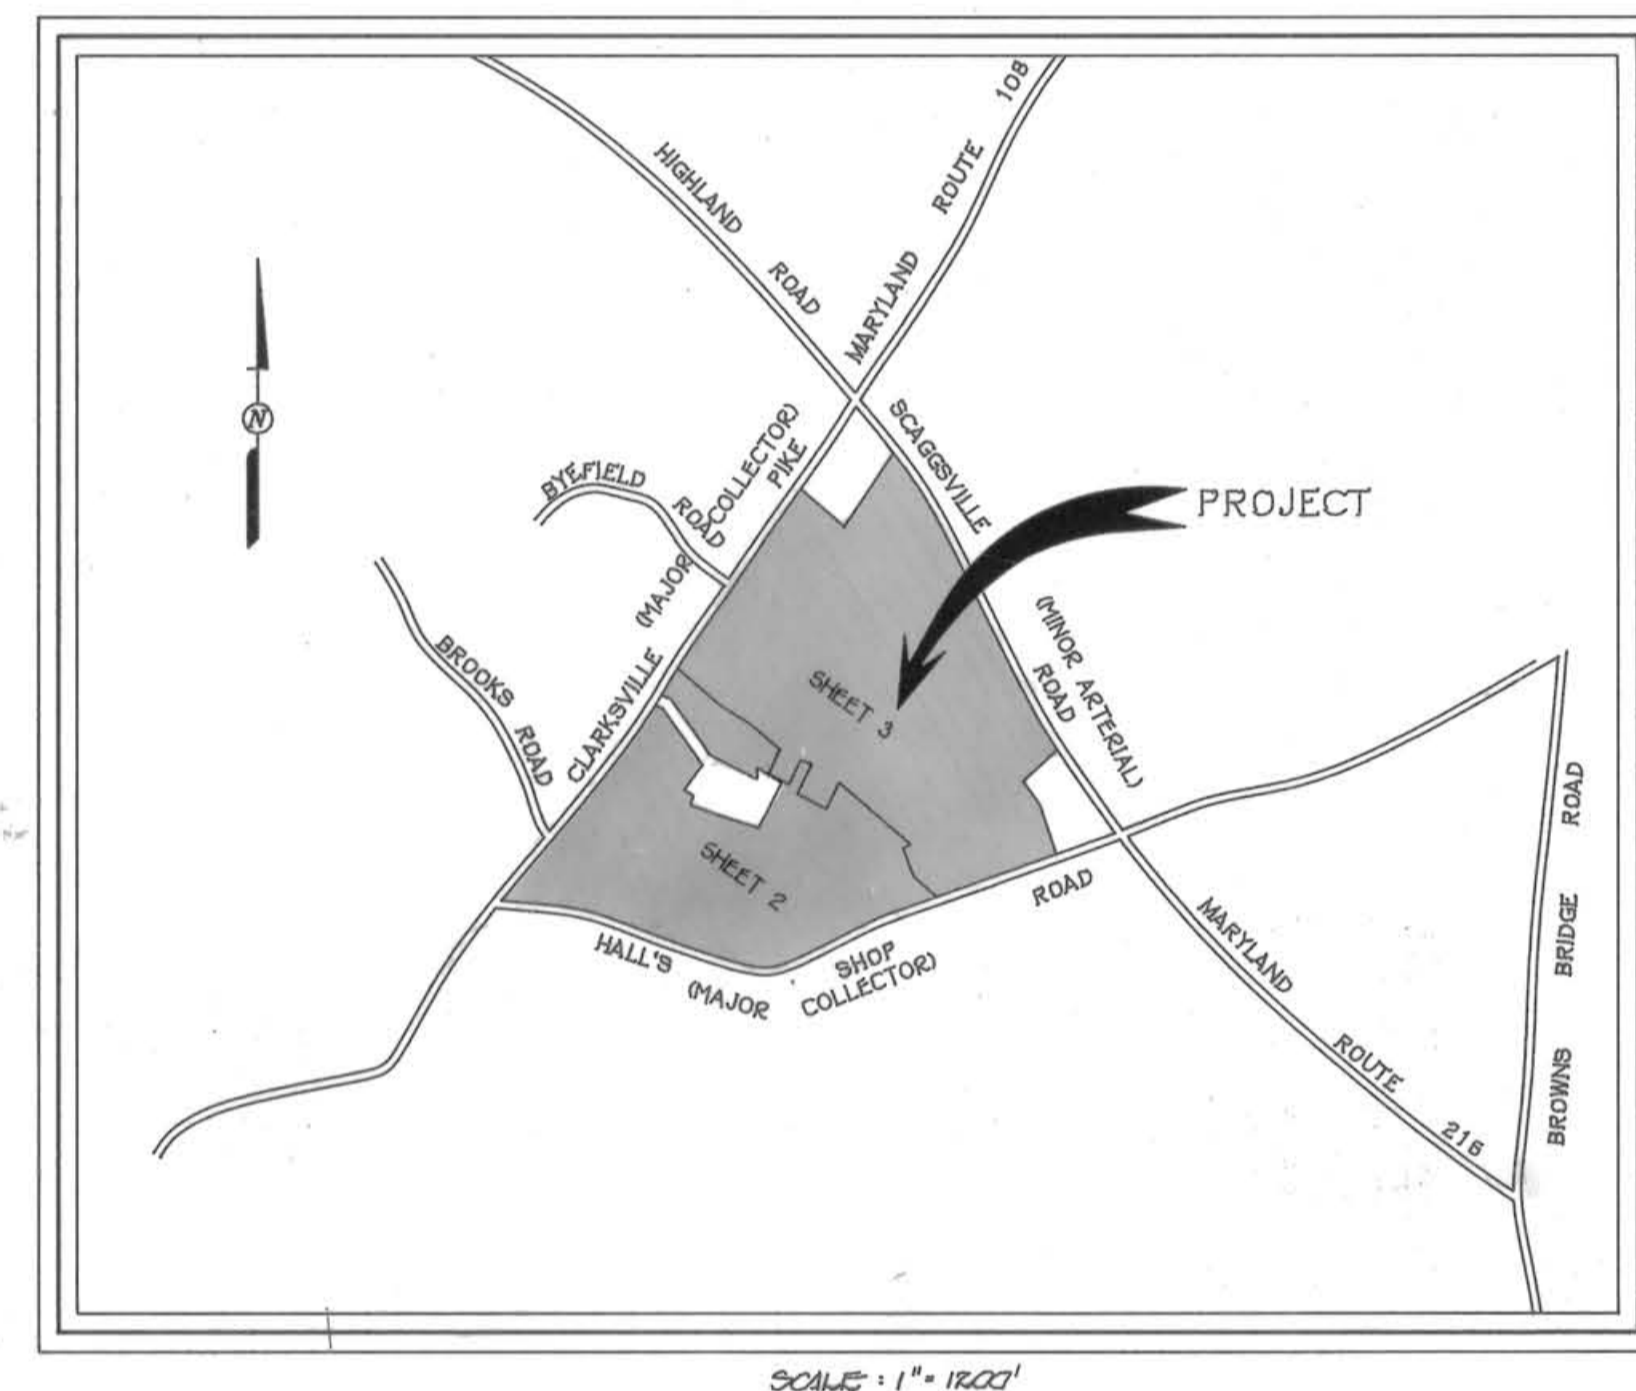 HIGHLAND ROAD
MARYLAND ROUTE 108
N
BYEFIELD ROAD
BROOKS ROAD
CLARKSVILLE PIKE
(MAJOR COLLECTOR)
SCAGGSVILLE ROAD
(MINOR ARTERIAL)
PROJECT
SHEET 3
SHEET 2
HALL'S SHOP ROAD
(MAJOR COLLECTOR)
MARYLAND ROUTE 216
BROWNS BRIDGE ROAD
SCALE : 1" = 1200'